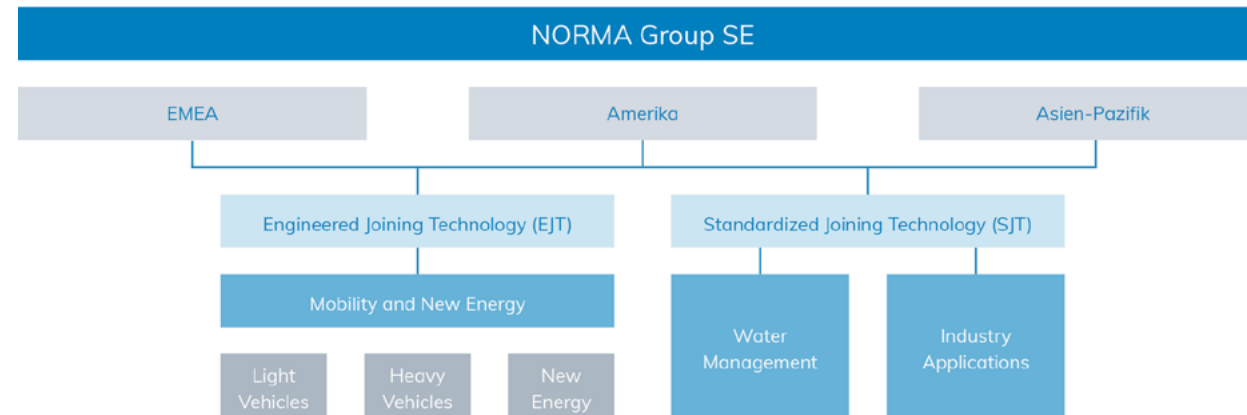 NORMA Group SE
EMEA
Amerika
Asien-Pazifik
Engineered Joining Technology (EJT)
Standardized Joining Technology (SJT)
Mobility and New Energy
Water
Management
Industry
Applications
Light
Vehicles
Heavy
Vehicles
New
Energy